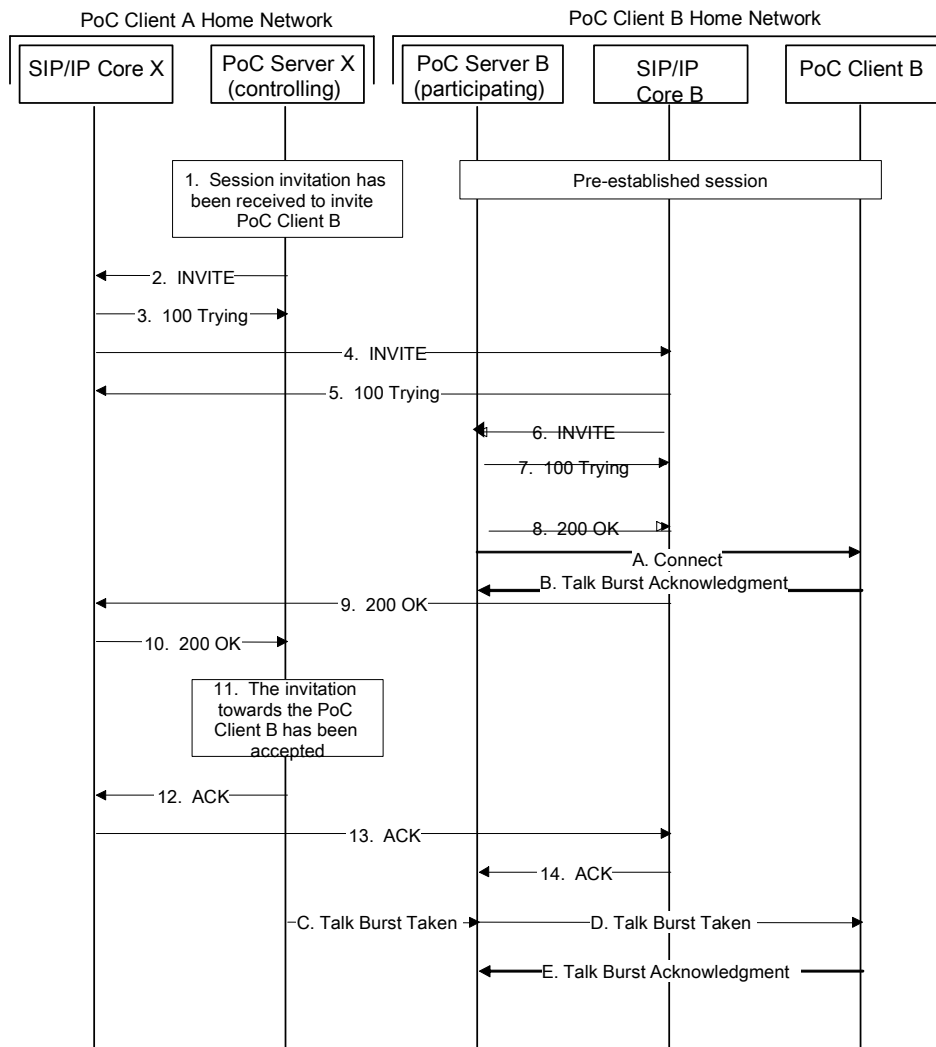 PoC Client A Home Network
PoC Client B Home Network
SIP/IP Core X
PoC Server X
(controlling)
PoC Server B
(participating)
SIP/IP
Core B
PoC Client B
1. Session invitation has
been received to invite
PoC Client B
Pre-established session
2. INVITE
3. 100 Trying
4. INVITE
5. 100 Trying
6. INVITE
7. 100 Trying
8. 200 OK
A. Connect
B. Talk Burst Acknowledgment
9. 200 OK
10. 200 OK
11. The invitation
towards the PoC
Client B has been
accepted
12. ACK
13. ACK
14. ACK
C. Talk Burst Taken
D. Talk Burst Taken
E. Talk Burst Acknowledgment